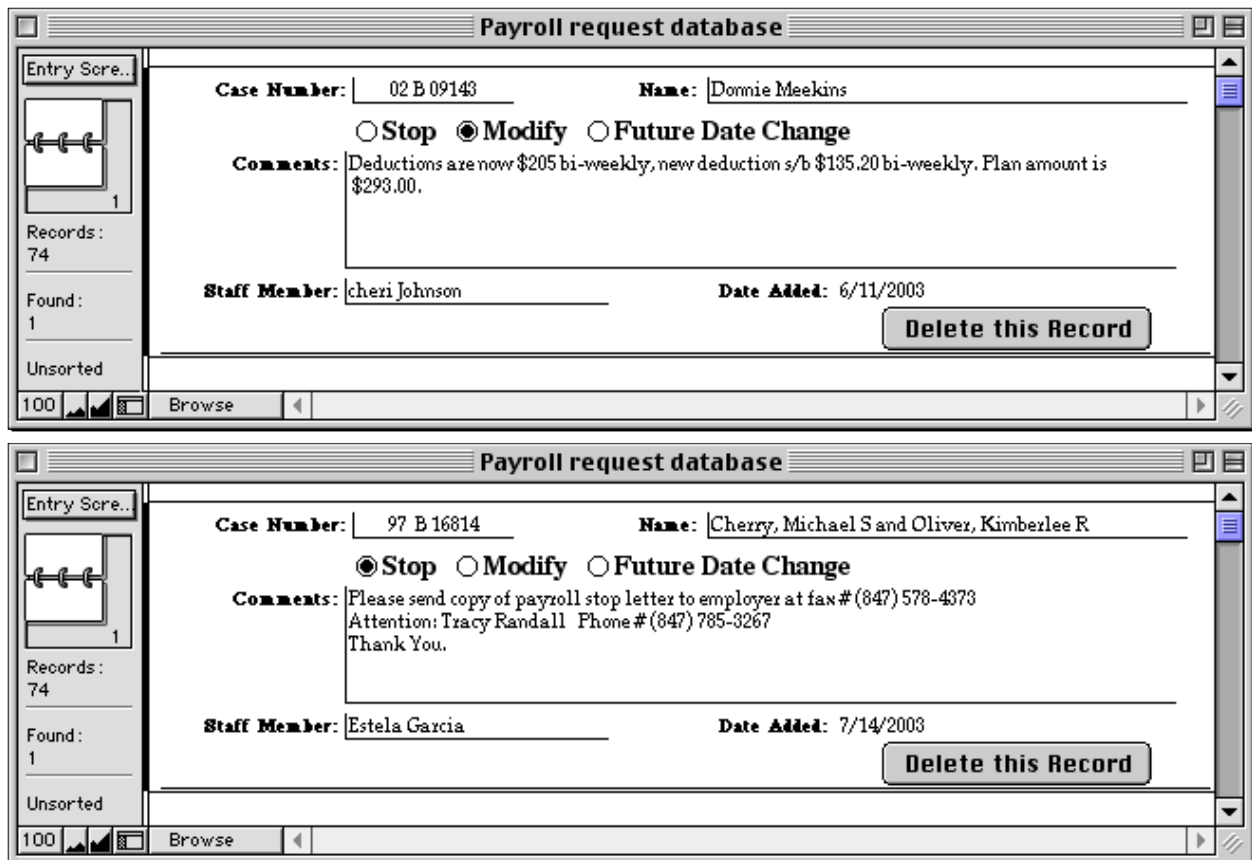 Payroll request database
Entry Scre..
Case Number: 02 B 09143 Name: Donnie Meekins
Stop Modify Future Date Change
Comments: Deductions are now $205 bi-weekly, new deduction s/b $135.20 bi-weekly. Plan amount is
$293.00.
1
Records:
74
Staff Member: cheri Johnson Date Added: 6/11/2003
Found:
1
Delete this Record
Unsorted
100 Browse
Payroll request database
Entry Scre..
Case Number: 97 B 16814 Name: Cherry, Michael S and Oliver, Kimberlee R
Stop Modify Future Date Change
Comments: Please send copy of payroll stop letter to employer at fax # (847) 578-4373
Attention: Tracy Randall Phone # (847) 785-3267
Thank You.
1
Records:
74
Staff Member: Estela Garcia Date Added: 7/14/2003
Found:
1
Delete this Record
Unsorted
100 Browse